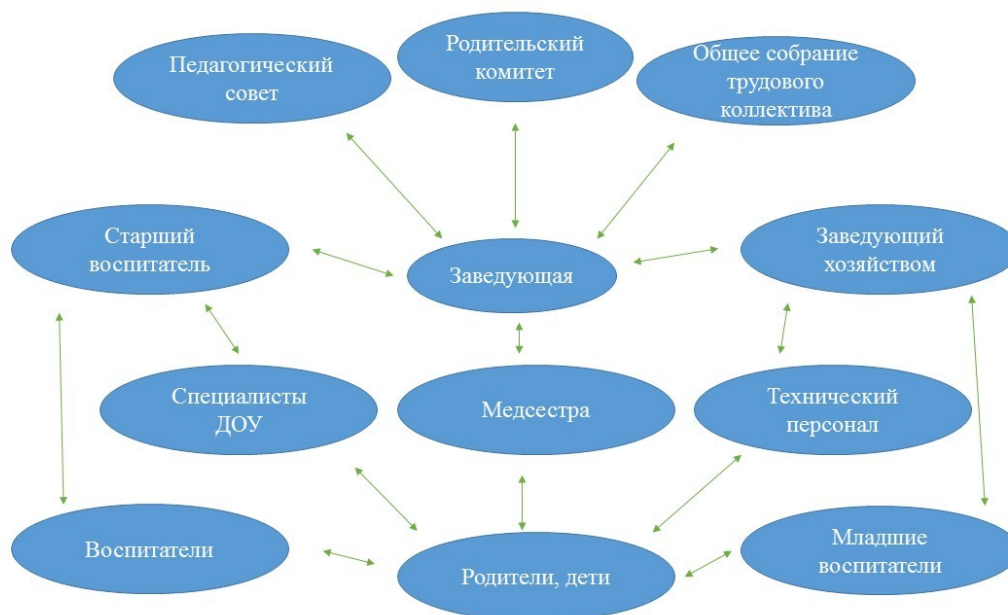 Педагогический
совет
Родительский
комитет
Общее собрание
трудового
коллектива
Старший
воспитатель
Заведующая
Заведующий
хозяйством
Специалисты
ДОУ
Медсестра
Технический
персонал
Воспитатели
Родители, дети
Младшие
воспитатели